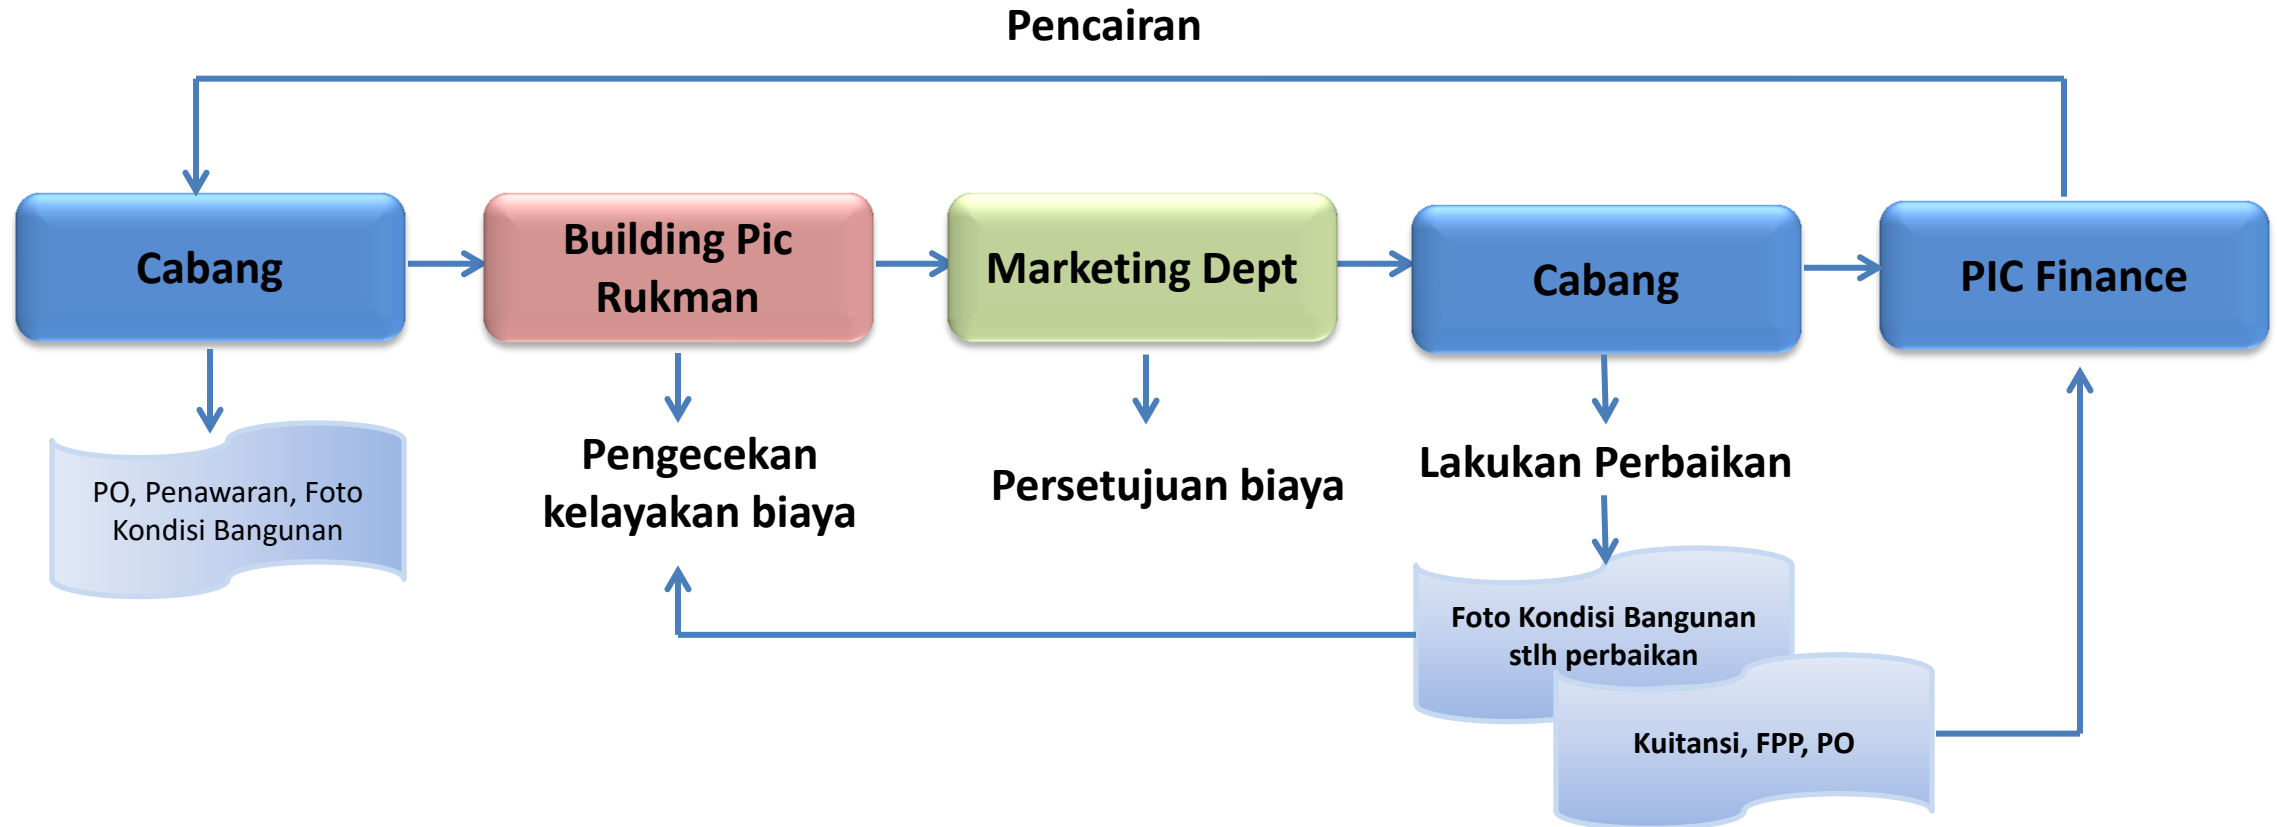 Pencairan
Cabang
Building Pic
Rukman
Marketing Dept
Cabang
PIC Finance
PO, Penawaran, Foto
Kondisi Bangunan
Pengecekan
kelayakan biaya
Persetujuan biaya
Lakukan Perbaikan
Foto Kondisi Bangunan
stlh perbaikan
Kuitansi, FPP, PO